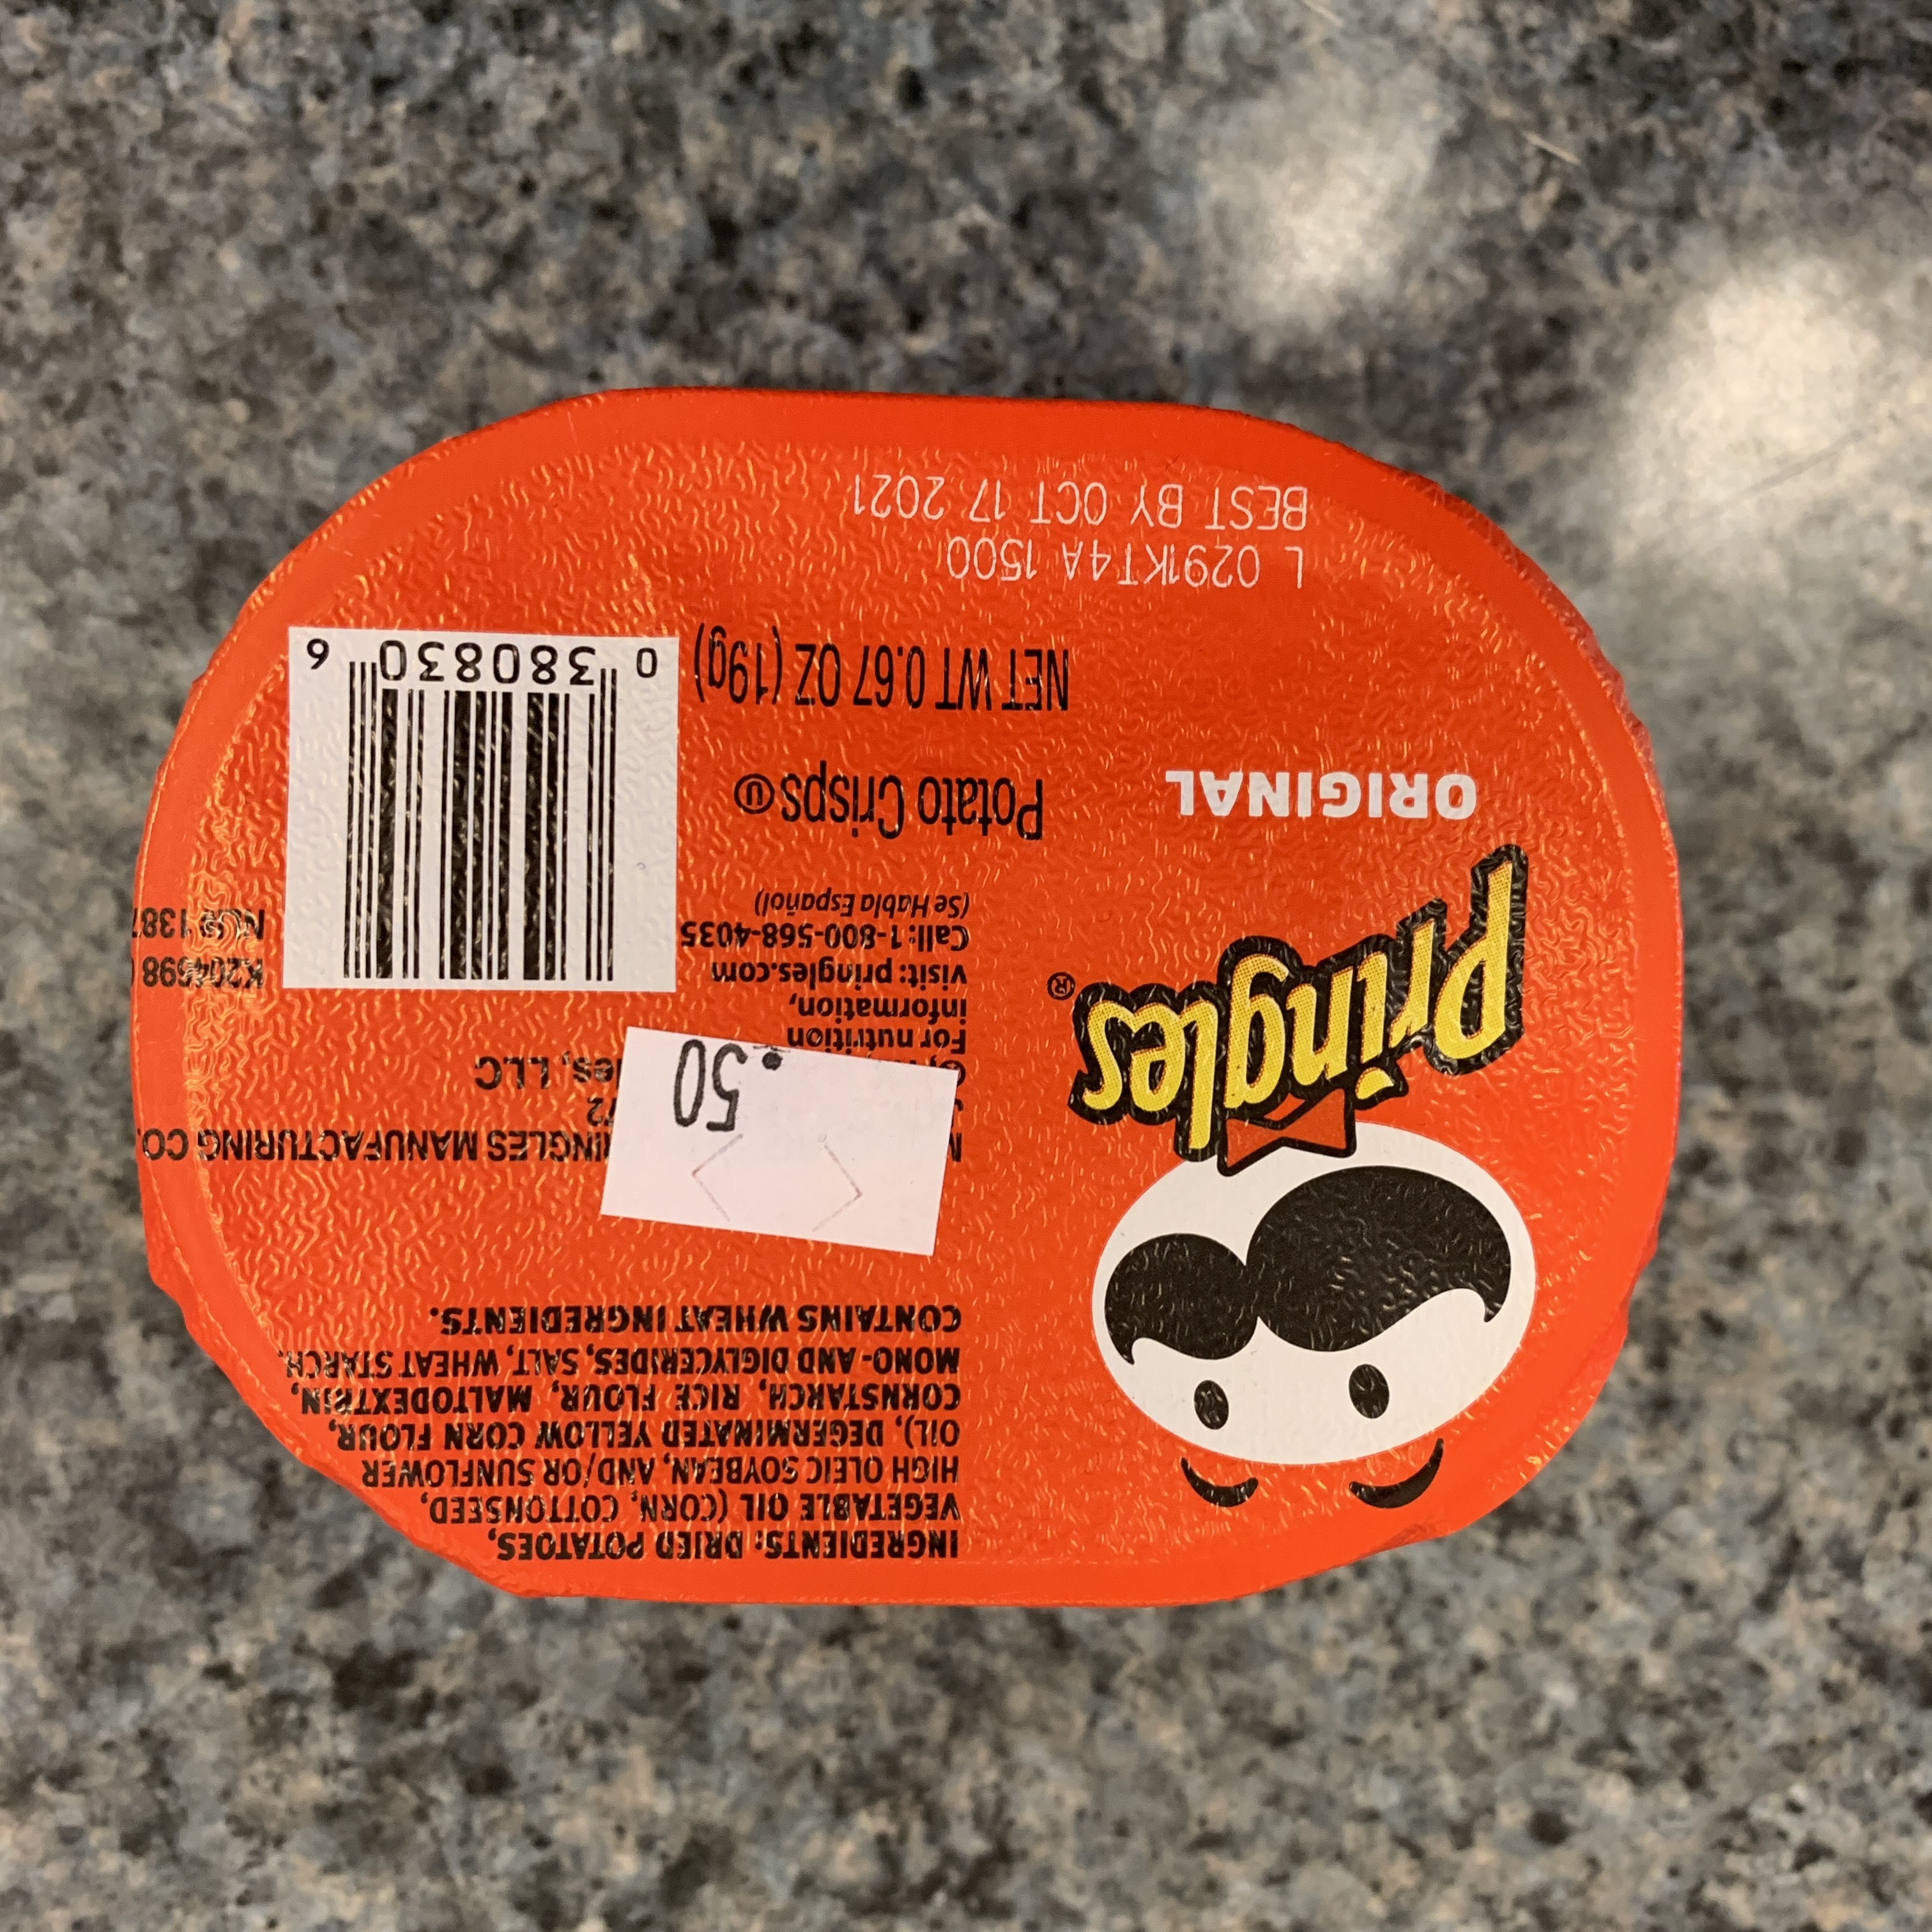 Pringles®
ORIGINAL
INGREDIENTS: DRIED POTATOES,
VEGETABLE OIL (CORN, COTTONSEED,
HIGH OLEIC SOYBEAN, AND/OR SUNFLOWER
OIL), DEGERMINATED YELLOW CORN FLOUR,
CORNSTARCH, RICE FLOUR, MALTODEXTRIN,
MONO- AND DIGLYCERIDES, SALT, WHEAT STARCH.
CONTAINS WHEAT INGREDIENTS.
MANUFACTURING CO.
LLC
.50
For nutrition
information,
visit: pringles.com
Call: 1-800-568-4035
(Se Habla Español)
Potato Crisps Ⓤ
NET WT 0.67 OZ (19g)
0 380830 6
L 0291KT4A 1500
BEST BY OCT 17 2021